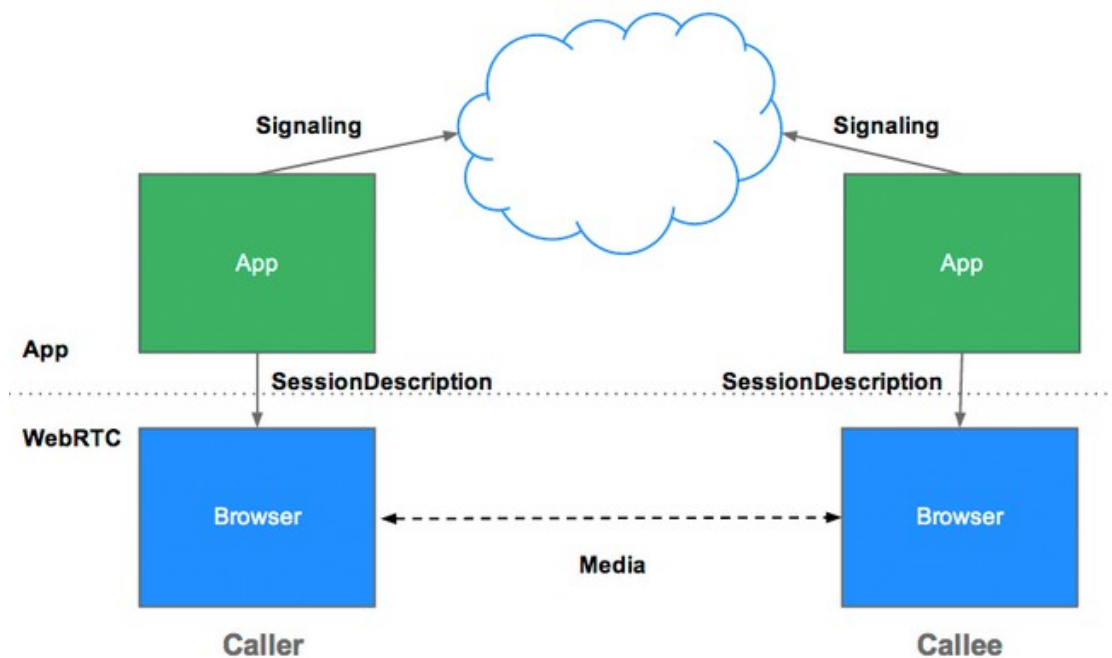 Signaling
Signaling
App
App
App
SessionDescription
SessionDescription
WebRTC
Browser
Browser
Media
Caller
Callee